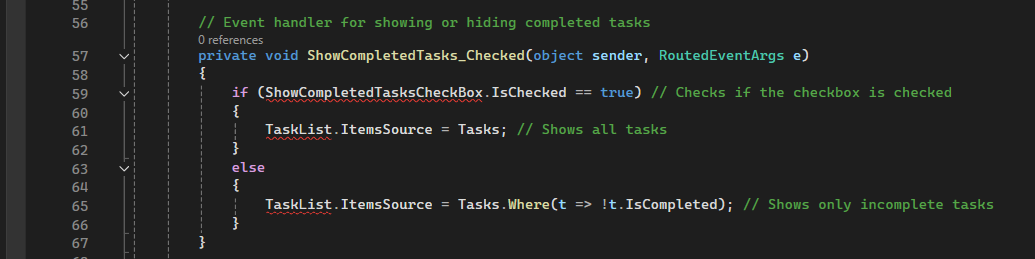 55
56 // Event handler for showing or hiding completed tasks
0 references
57 private void ShowCompletedTasks_Checked(object sender, RoutedEventArgs e)
58 {
59 if (ShowCompletedTasksCheckBox.IsChecked == true) // Checks if the checkbox is checked
60 {
61 TaskList.ItemsSource = Tasks; // Shows all tasks
62 }
63 else
64 {
65 TaskList.ItemsSource = Tasks.Where(t => !t.IsCompleted); // Shows only incomplete tasks
66 }
67 }